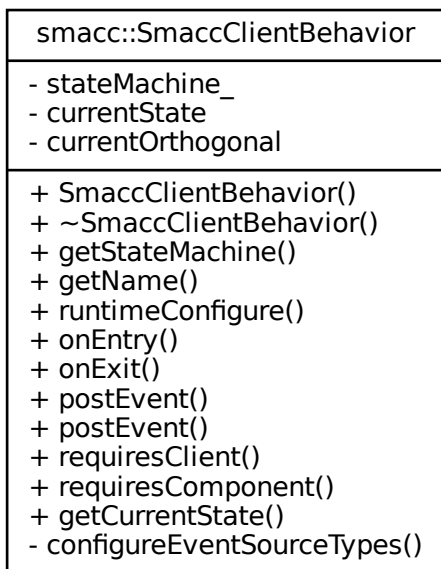 smacc::SmaccClientBehavior
- stateMachine_
- currentState
- currentOrthogonal
+ SmaccClientBehavior()
+ ~SmaccClientBehavior()
+ getStateMachine()
+ getName()
+ runtimeConfigure()
+ onEntry()
+ onExit()
+ postEvent()
+ postEvent()
+ requiresClient()
+ requiresComponent()
+ getCurrentState()
- configureEventSourceTypes()